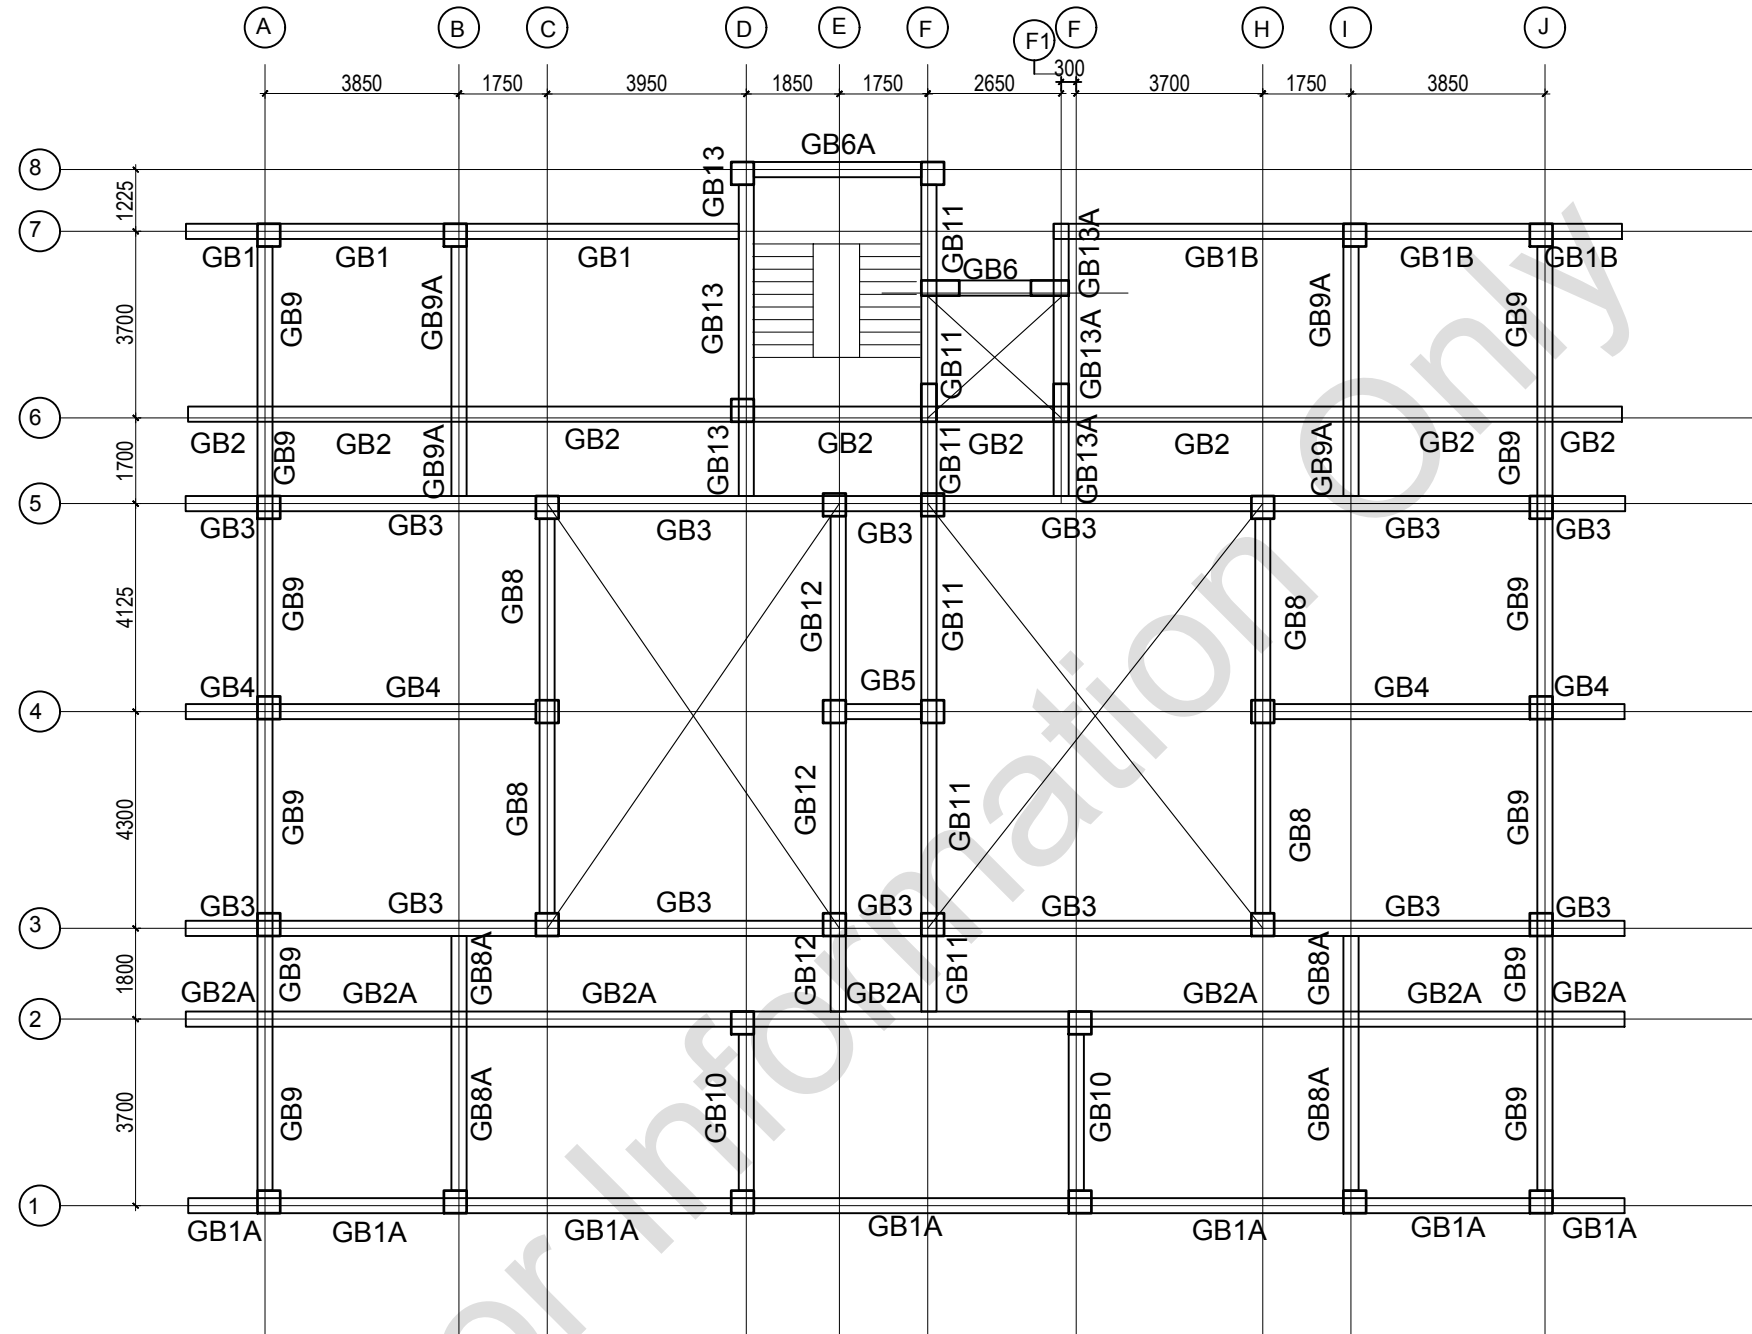 A B C D E F F1 F H I J
3850 1750 3950 1850 1750 2650 300 3700 1750 3850
8
GB13 GB6A
1225
7
GB1 GB1 GB1 GB11 GB13A GB1B GB1B GB1B
GB6
3700
GB9 GB9A GB13 GB11 GB13A GB9A GB9
6
GB2 GB2 GB2 GB2 GB2 GB2 GB2 GB2
1700
GB9 GB9A GB13 GB11 GB13A GB9A GB9
5
GB3 GB3 GB3 GB3 GB3 GB3 GB3
4125
GB9 GB8 GB12 GB11 GB8 GB9
GB4 GB4 GB5 GB4 GB4
4
4300
GB9 GB8 GB12 GB11 GB8 GB9
GB3 GB3 GB3 GB3 GB3 GB3 GB3
3
1800
GB9 GB8A GB12 GB11 GB8A GB9
GB2A GB2A GB2A GB2A GB2A GB2A GB2A
2
3700
GB9 GB8A GB10 GB10 GB8A GB9
1
GB1A GB1A GB1A GB1A GB1A GB1A GB1A
or Information Only